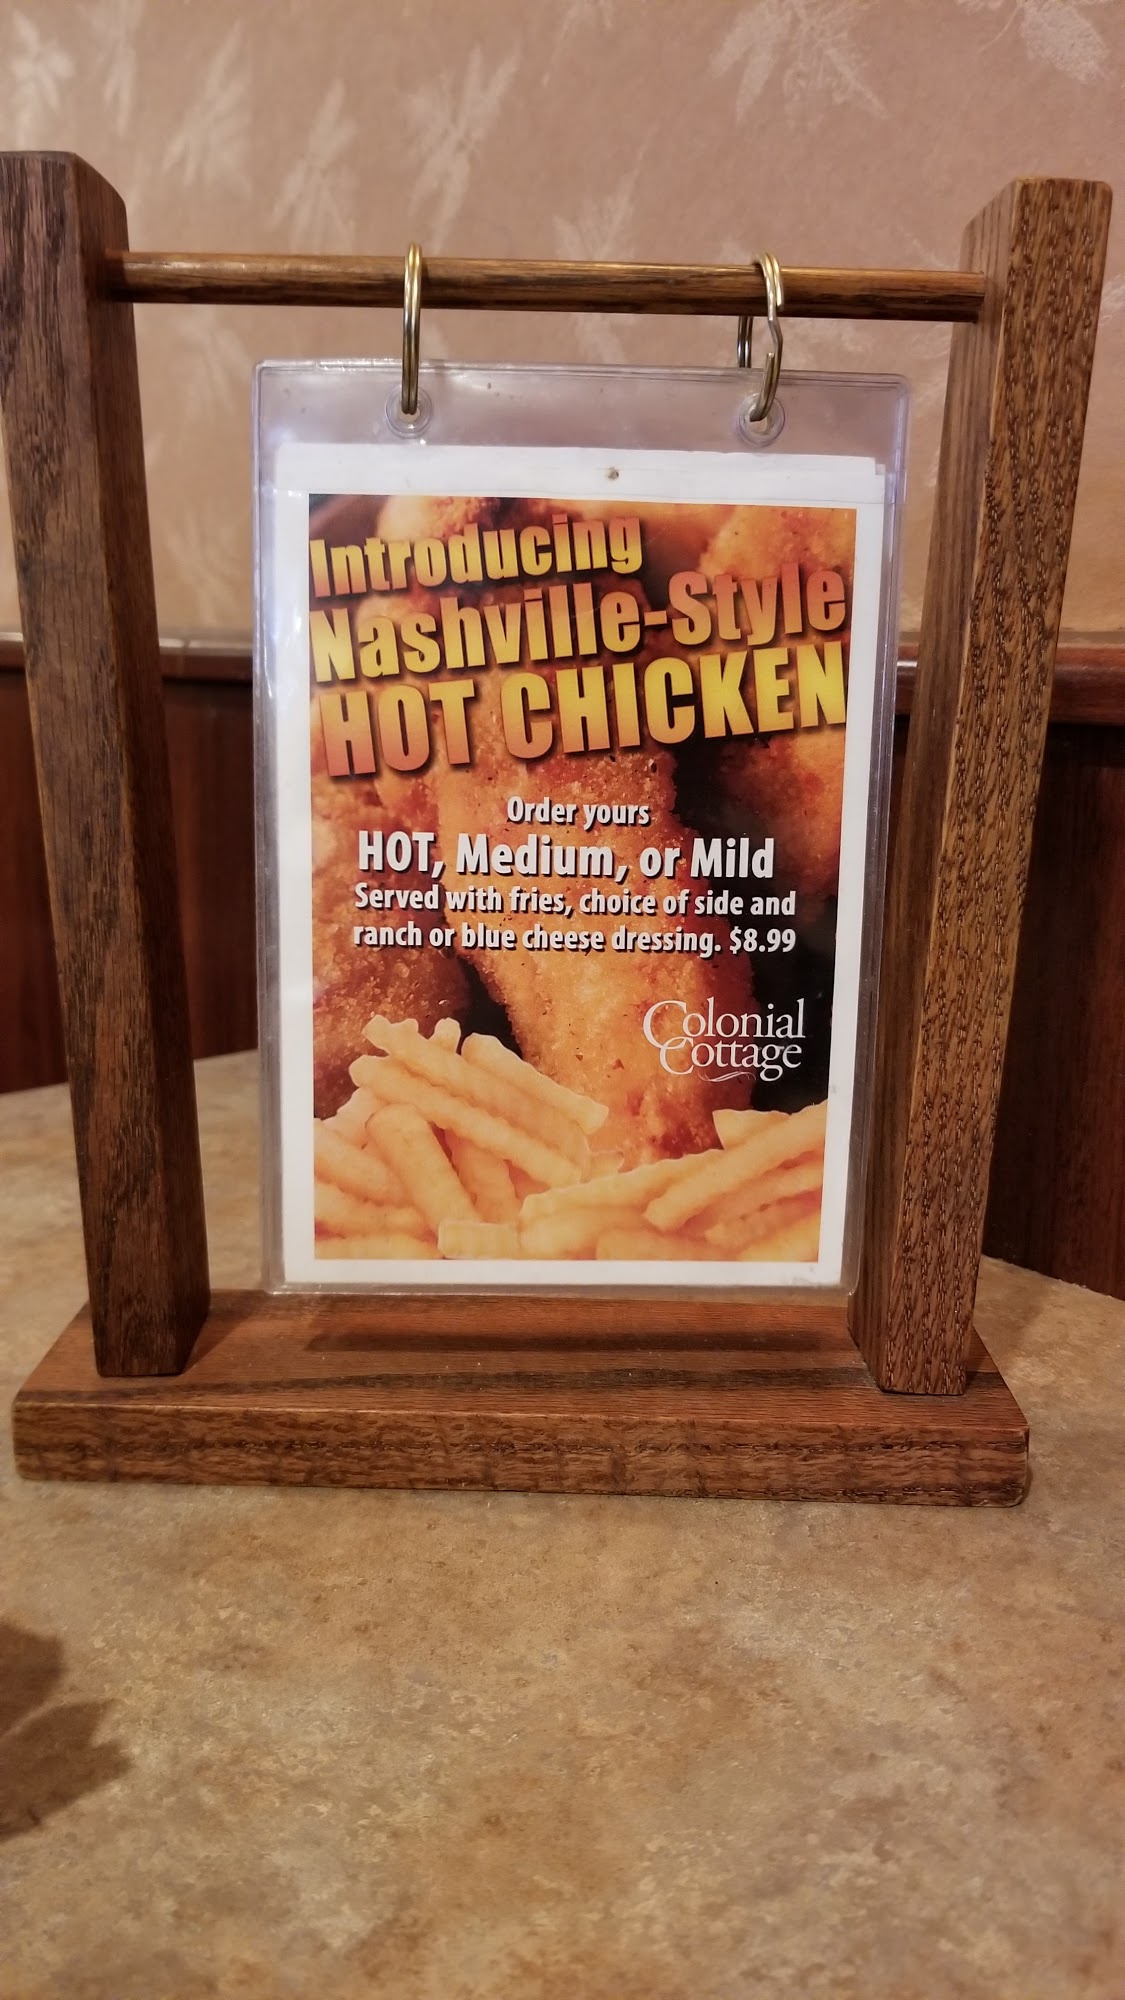 Introducing
Nashville-Style
HOT CHICKEN
Order yours
HOT, Medium, or Mild
Served with fries, choice of side and
ranch or blue cheese dressing. $8.99
Colonial
Cottage